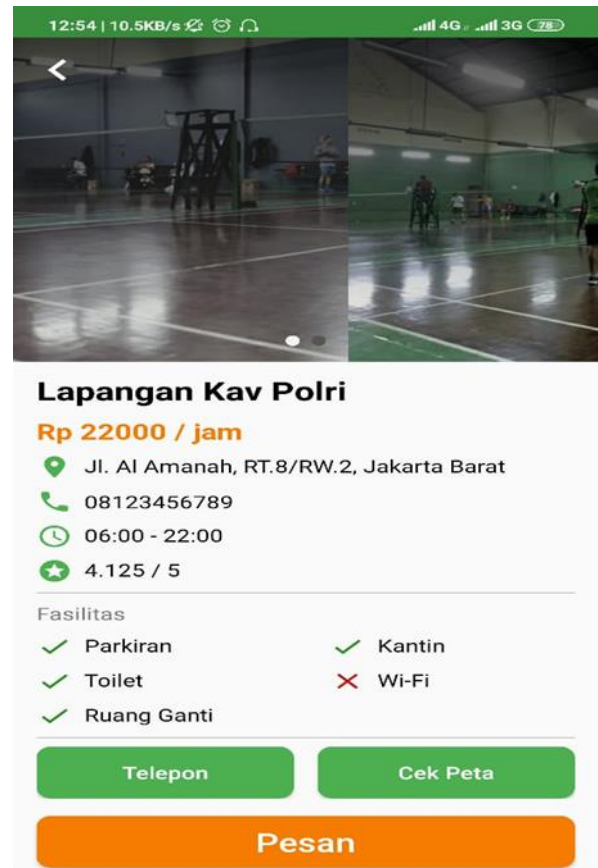 12:54 | 10.5KB/s 4G 3G 78
Lapangan Kav Polri
Rp 22000 / jam
Jl. Al Amanah, RT.8/RW.2, Jakarta Barat
08123456789
06:00 - 22:00
4.125 / 5
Fasilitas
Parkiran Kantin
Toilet Wi-Fi
Ruang Ganti
Telepon Cek Peta
Pesan